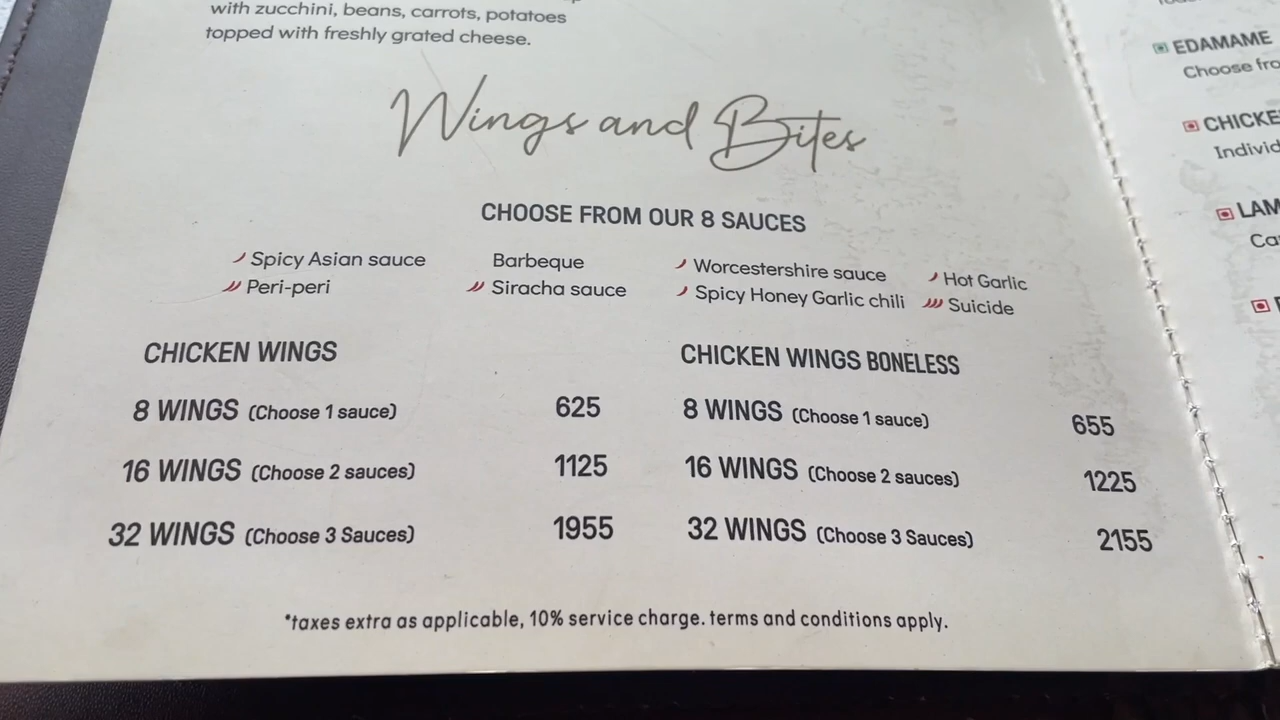 with zucchini, beans, carrots, potatoes
topped with freshly grated cheese.
Wings and Bites
CHOOSE FROM OUR 8 SAUCES
Spicy Asian sauce Barbeque Worcestershire sauce Hot Garlic
Peri-peri Siracha sauce Spicy Honey Garlic chili Suicide
CHICKEN WINGS
8 WINGS (Choose 1 sauce) 625
16 WINGS (Choose 2 sauces) 1125
32 WINGS (Choose 3 Sauces) 1955
CHICKEN WINGS BONELESS
8 WINGS (Choose 1 sauce) 655
16 WINGS (Choose 2 sauces) 1225
32 WINGS (Choose 3 Sauces) 2155
*taxes extra as applicable, 10% service charge. terms and conditions apply.
EDAMAME
Choose